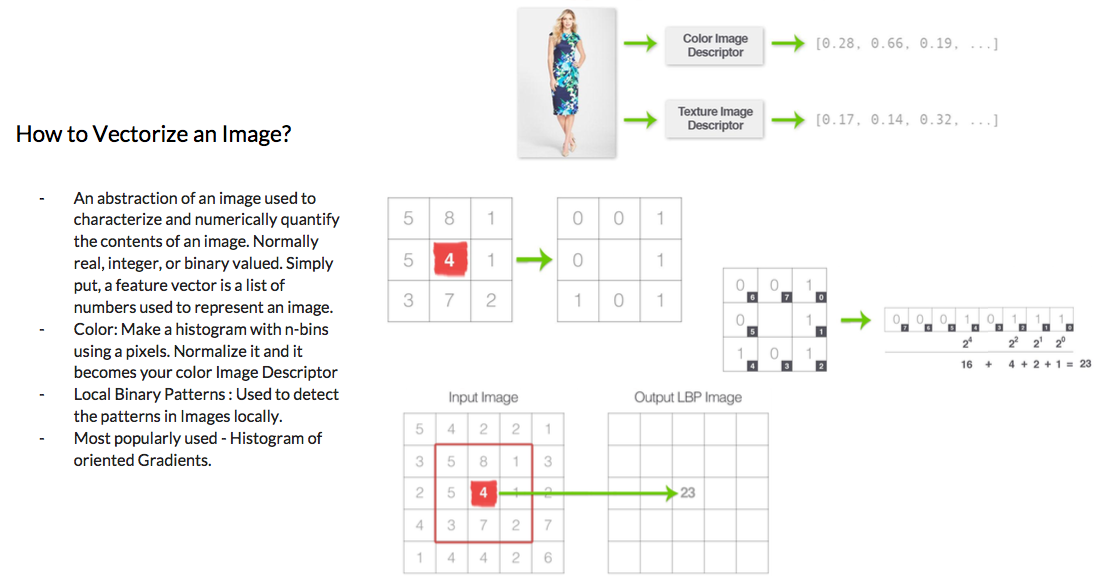 Color Image
Descriptor
[0.28, 0.66, 0.19, ...]
Texture Image
Descriptor
[0.17, 0.14, 0.32, ...]
How to Vectorize an Image?
- An abstraction of an image used to
characterize and numerically quantify
the contents of an image. Normally
real, integer, or binary valued. Simply
put, a feature vector is a list of
numbers used to represent an image.
- Color: Make a histogram with n-bins
using a pixels. Normalize it and it
becomes your color Image Descriptor
- Local Binary Patterns : Used to detect
the patterns in Images locally.
- Most popularly used - Histogram of
oriented Gradients.
5 8 1
5 4 1
3 7 2
0 0 1
0 1
1 0 1
0 6 0 7 1 0
0 5 1 1
1 4 0 3 1 2
0 7 0 6 0 5 1 4 0 3 1 2 1 1 1 0
2⁴ 2² 2¹ 2⁰
16 + 4 + 2 + 1 = 23
Input Image
5 4 2 2 1
3 5 8 1 3
2 5 4 1 2
4 3 7 2 7
1 4 4 2 6
Output LBP Image
23